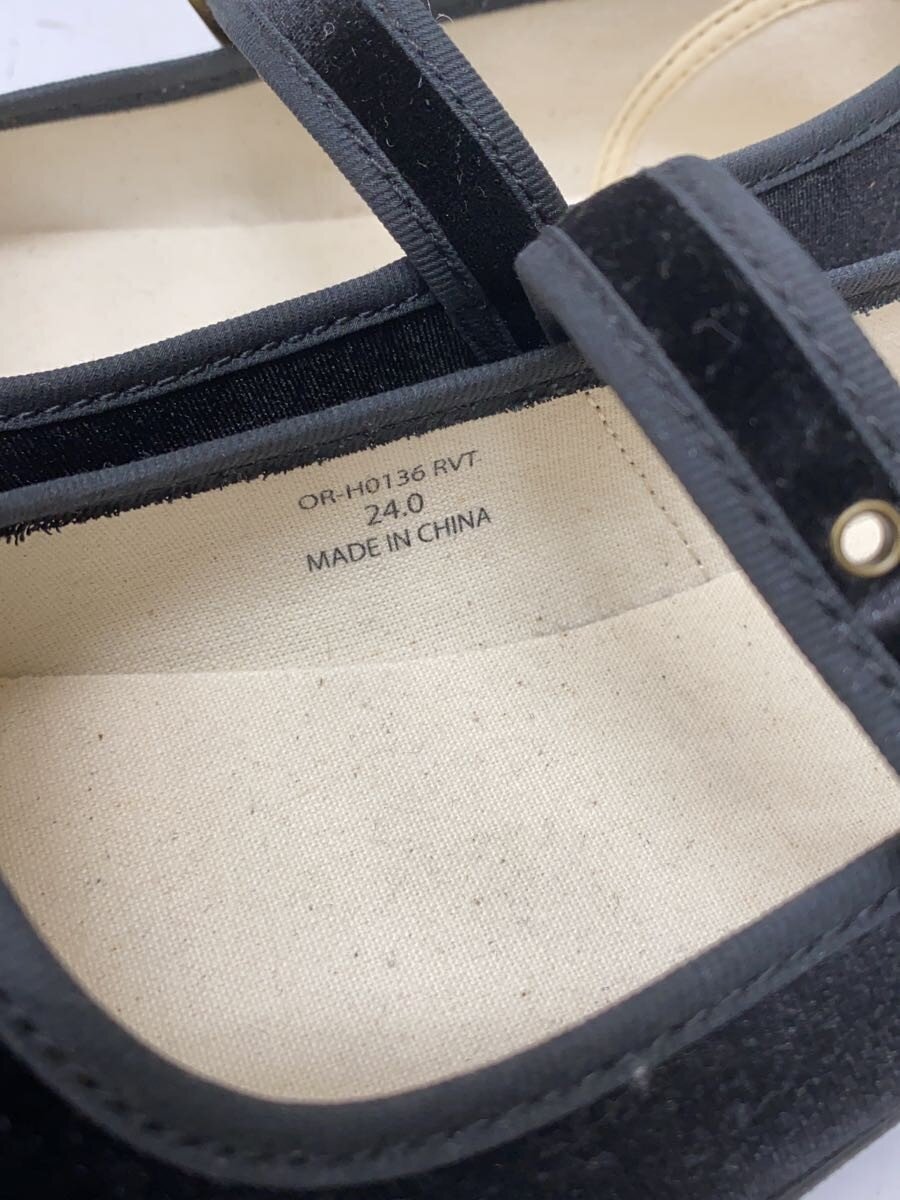 OR-H0136 RVT
24.0
MADE IN CHINA